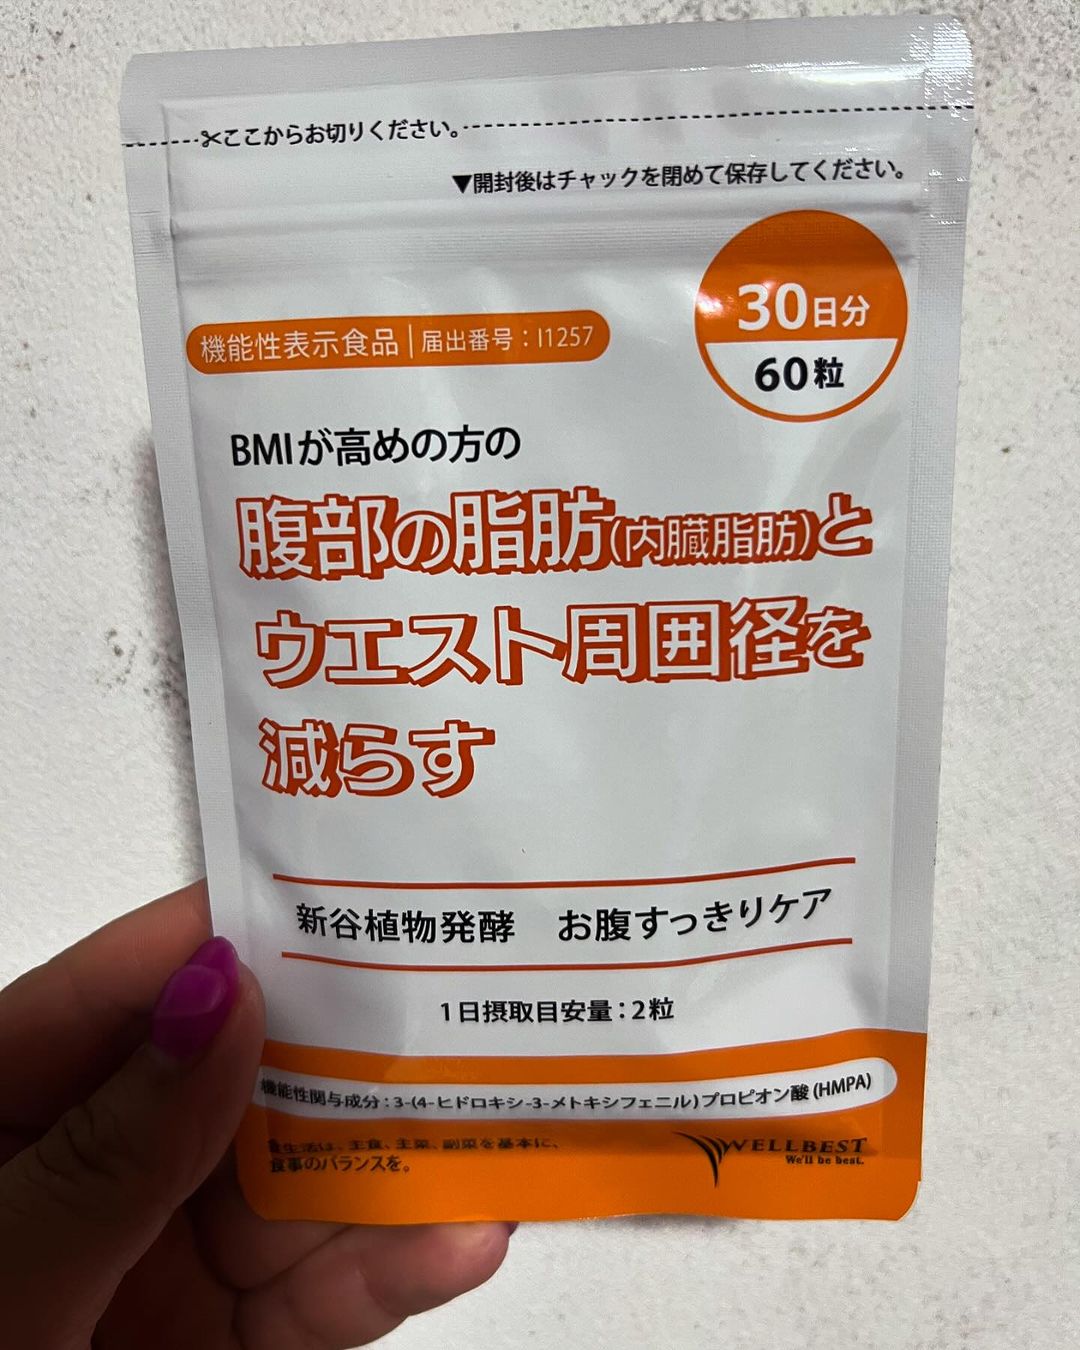 ✂ここからお切りください。
▼開封後はチャックを閉めて保存してください。
30日分
60粒
機能性表示食品|届出番号：I1257
BMIが高めの方の
腹部の脂肪(内臓脂肪)と
ウエスト周囲径を
減らす
新谷植物発酵 お腹すっきりケア
1日摂取目安量：2粒
機能性関与成分：3-(4-ヒドロキシ-3-メトキシフェニル)プロピオン酸(HMPA)
食生活は、主食、主菜、副菜を基本に、
食事のバランスを。
WELLBEST
We'll be best.